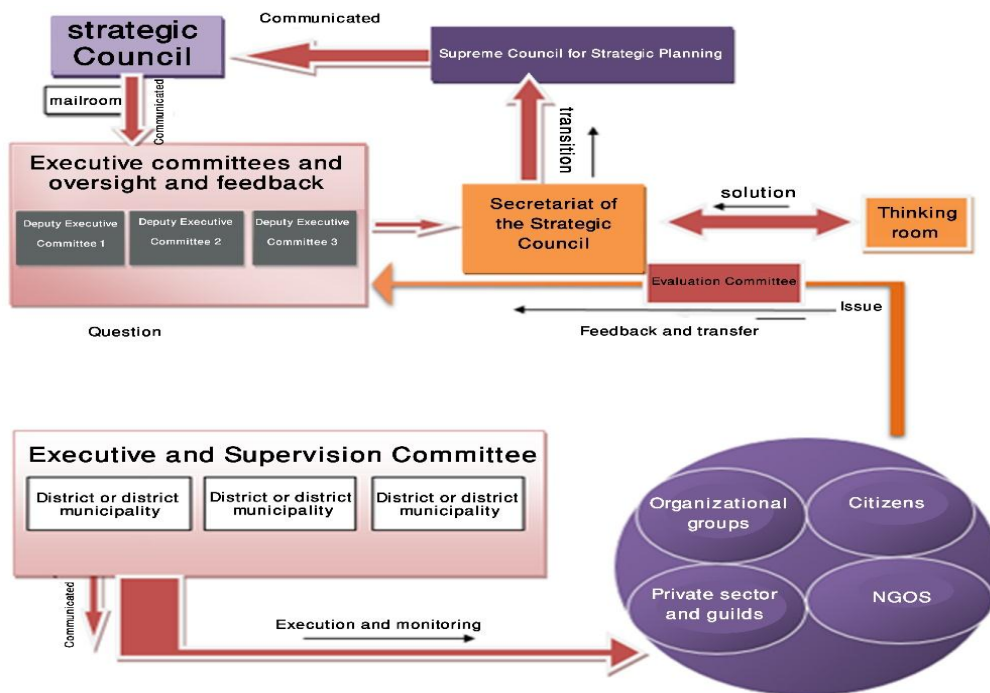 Communicated
strategic
Council
Supreme Council for Strategic Planning
mailroom
Communicated
transition
Executive committees and
oversight and feedback
Deputy Executive
Committee 1
Deputy Executive
Committee 2
Deputy Executive
Committee 3
Secretariat of
the Strategic
Council
solution
Thinking
room
Evaluation Committee
Issue
Question
Feedback and transfer
Executive and Supervision Committee
District or district
municipality
District or district
municipality
District or district
municipality
Organizational
groups
Citizens
Private sector
and guilds
NGOS
Communicated
Execution and monitoring